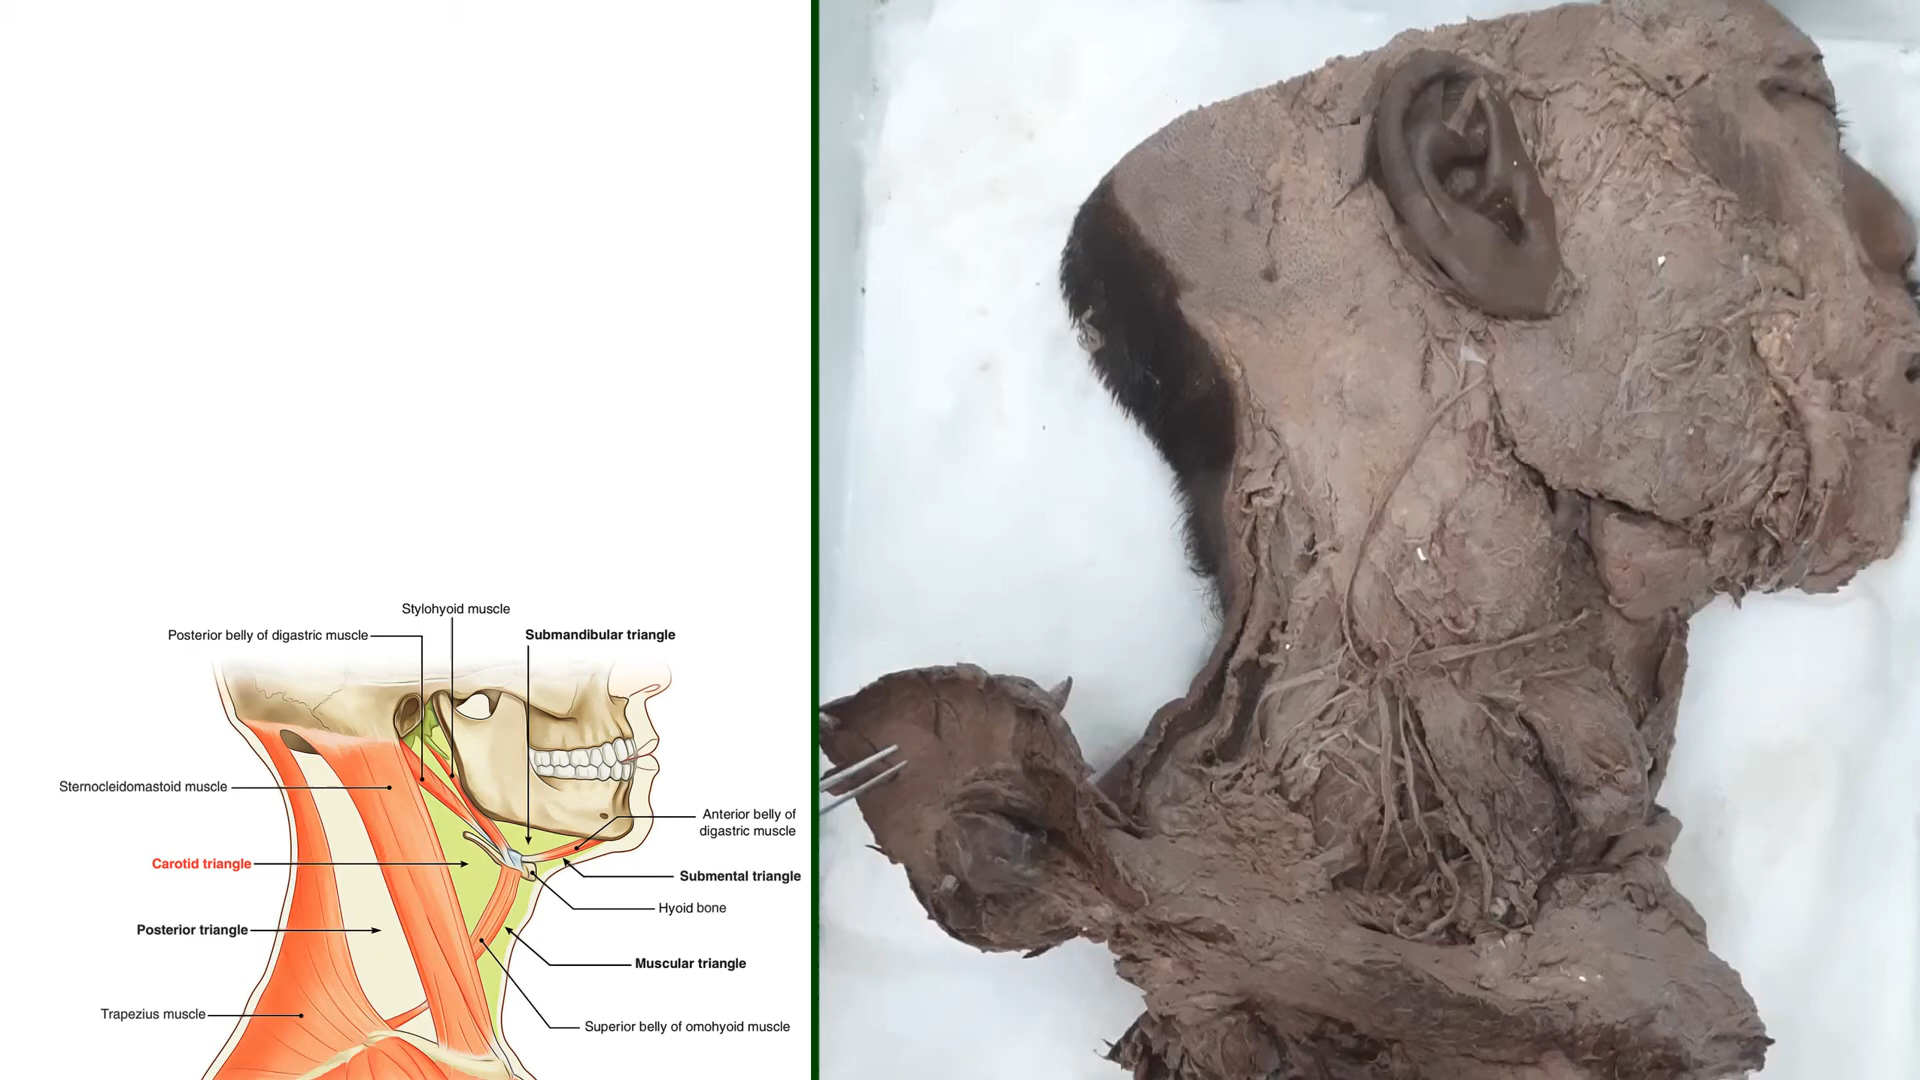 Stylohyoid muscle
Posterior belly of digastric muscle
Submandibular triangle
Sternocleidomastoid muscle
Anterior belly of
digastric muscle
Carotid triangle
Submental triangle
Hyoid bone
Posterior triangle
Muscular triangle
Trapezius muscle
Superior belly of omohyoid muscle